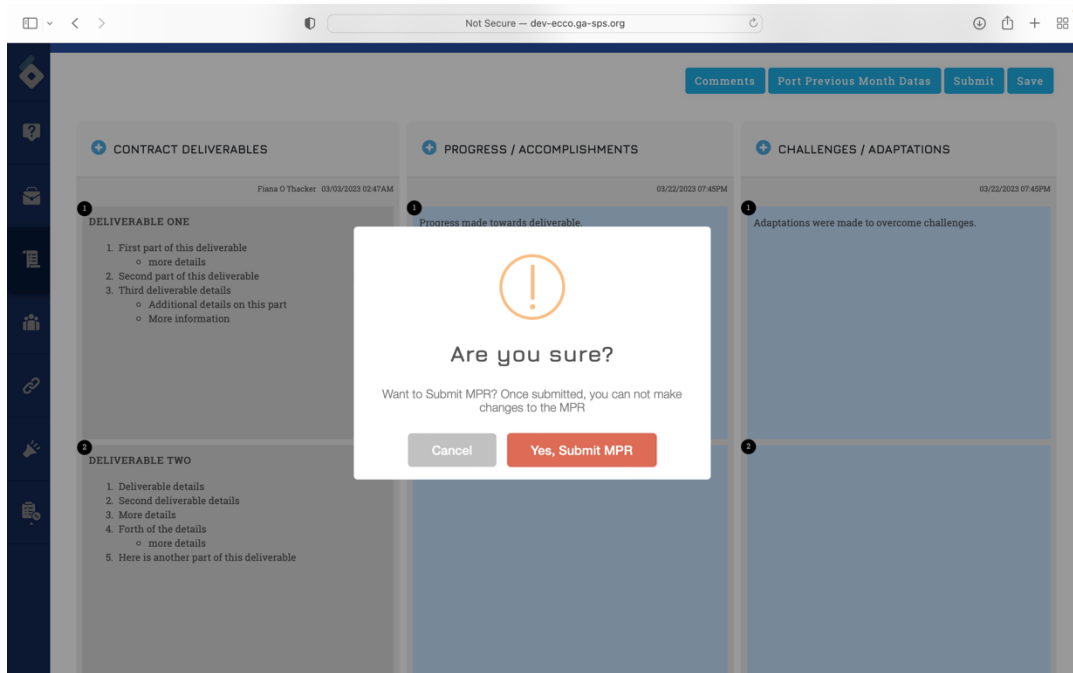 Not Secure — dev-ecco.ga-sps.org
Comments
Port Previous Month Datas
Submit
Save
CONTRACT DELIVERABLES
PROGRESS / ACCOMPLISHMENTS
CHALLENGES / ADAPTATIONS
Fiana O Thacker 03/03/2023 02:47AM
03/22/2023 07:45PM
03/22/2023 07:45PM
1
DELIVERABLE ONE
1. First part of this deliverable
more details
2. Second part of this deliverable
3. Third deliverable details
Additional details on this part
More information
1
Progress made towards deliverable.
1
Adaptations were made to overcome challenges.
Are you sure?
Want to Submit MPR? Once submitted, you can not make
changes to the MPR
Cancel
Yes, Submit MPR
2
DELIVERABLE TWO
1. Deliverable details
2. Second deliverable details
3. More details
4. Forth of the details
more details
5. Here is another part of this deliverable
2